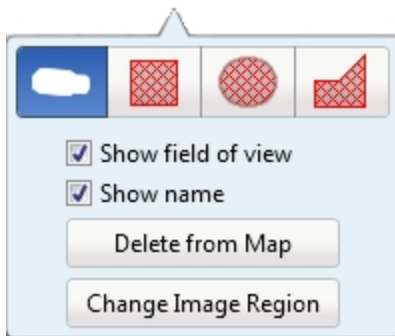 Show field of view
Show name
Delete from Map
Change Image Region